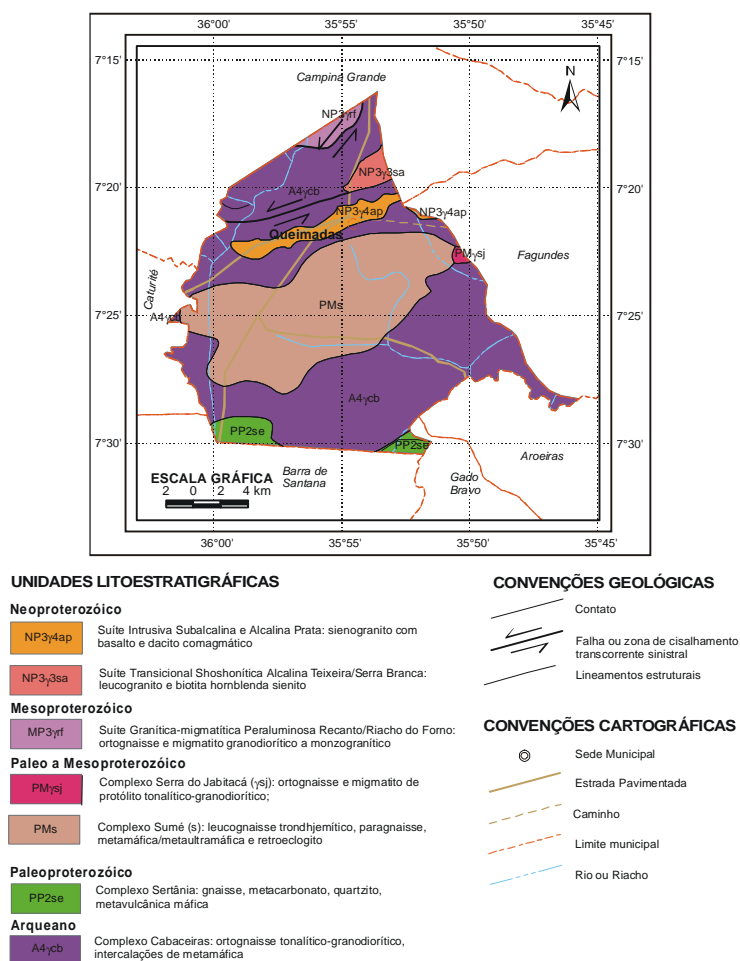 36°00' 35°55' 35°50' 35°45'
7°15' 7°15'
Campina Grande
N
NP3γrf
NP3γ3sa
7°20' 7°20'
A4γcb
NP3γ4ap NP3γ4ap
Queimadas
PMγsj
Fagundes
Caturité
PMs
7°25' A4γcb 7°25'
A4γcb
PP2se
7°30' PP2se 7°30'
Aroeiras
ESCALA GRÁFICA
2 0 2 4 km
Barra de
Santana
Gado
Bravo
36°00' 35°55' 35°50' 35°45'
UNIDADES LITOESTRATIGRÁFICAS
Neoproterozóico
NP3γ4ap
Suíte Intrusiva Subalcalina e Alcalina Prata: sienogranito com
basalto e dacito comagmático
NP3γ3sa
Suíte Transicional Shoshonítica Alcalina Teixeira/Serra Branca:
leucogranito e biotita hornblenda sienito
Mesoproterozóico
MP3γrf
Suíte Granítica-migmatítica Peraluminosa Recanto/Riacho do Forno:
ortognaisse e migmatito granodiorítico a monzogranítico
Paleo a Mesoproterozóico
PMγsj
Complexo Serra do Jabitacá (γsj): ortognaisse e migmatito de
protólito tonalítico-granodiorítico;
PMs
Complexo Sumé (s): leucognaisse trondhjemítico, paragnaisse,
metamáfica/metaultramáfica e retroeclogito
Paleoproterozóico
PP2se
Complexo Sertânia: gnaisse, metacarbonato, quartzito,
metavulcânica máfica
Arqueano
A4γcb
Complexo Cabaceiras: ortognaisse tonalítico-granodiorítico,
intercalações de metamáfica
CONVENÇÕES GEOLÓGICAS
Contato
Falha ou zona de cisalhamento
transcorrente sinistral
Lineamentos estruturais
CONVENÇÕES CARTOGRÁFICAS
Sede Municipal
Estrada Pavimentada
Caminho
Limite municipal
Rio ou Riacho